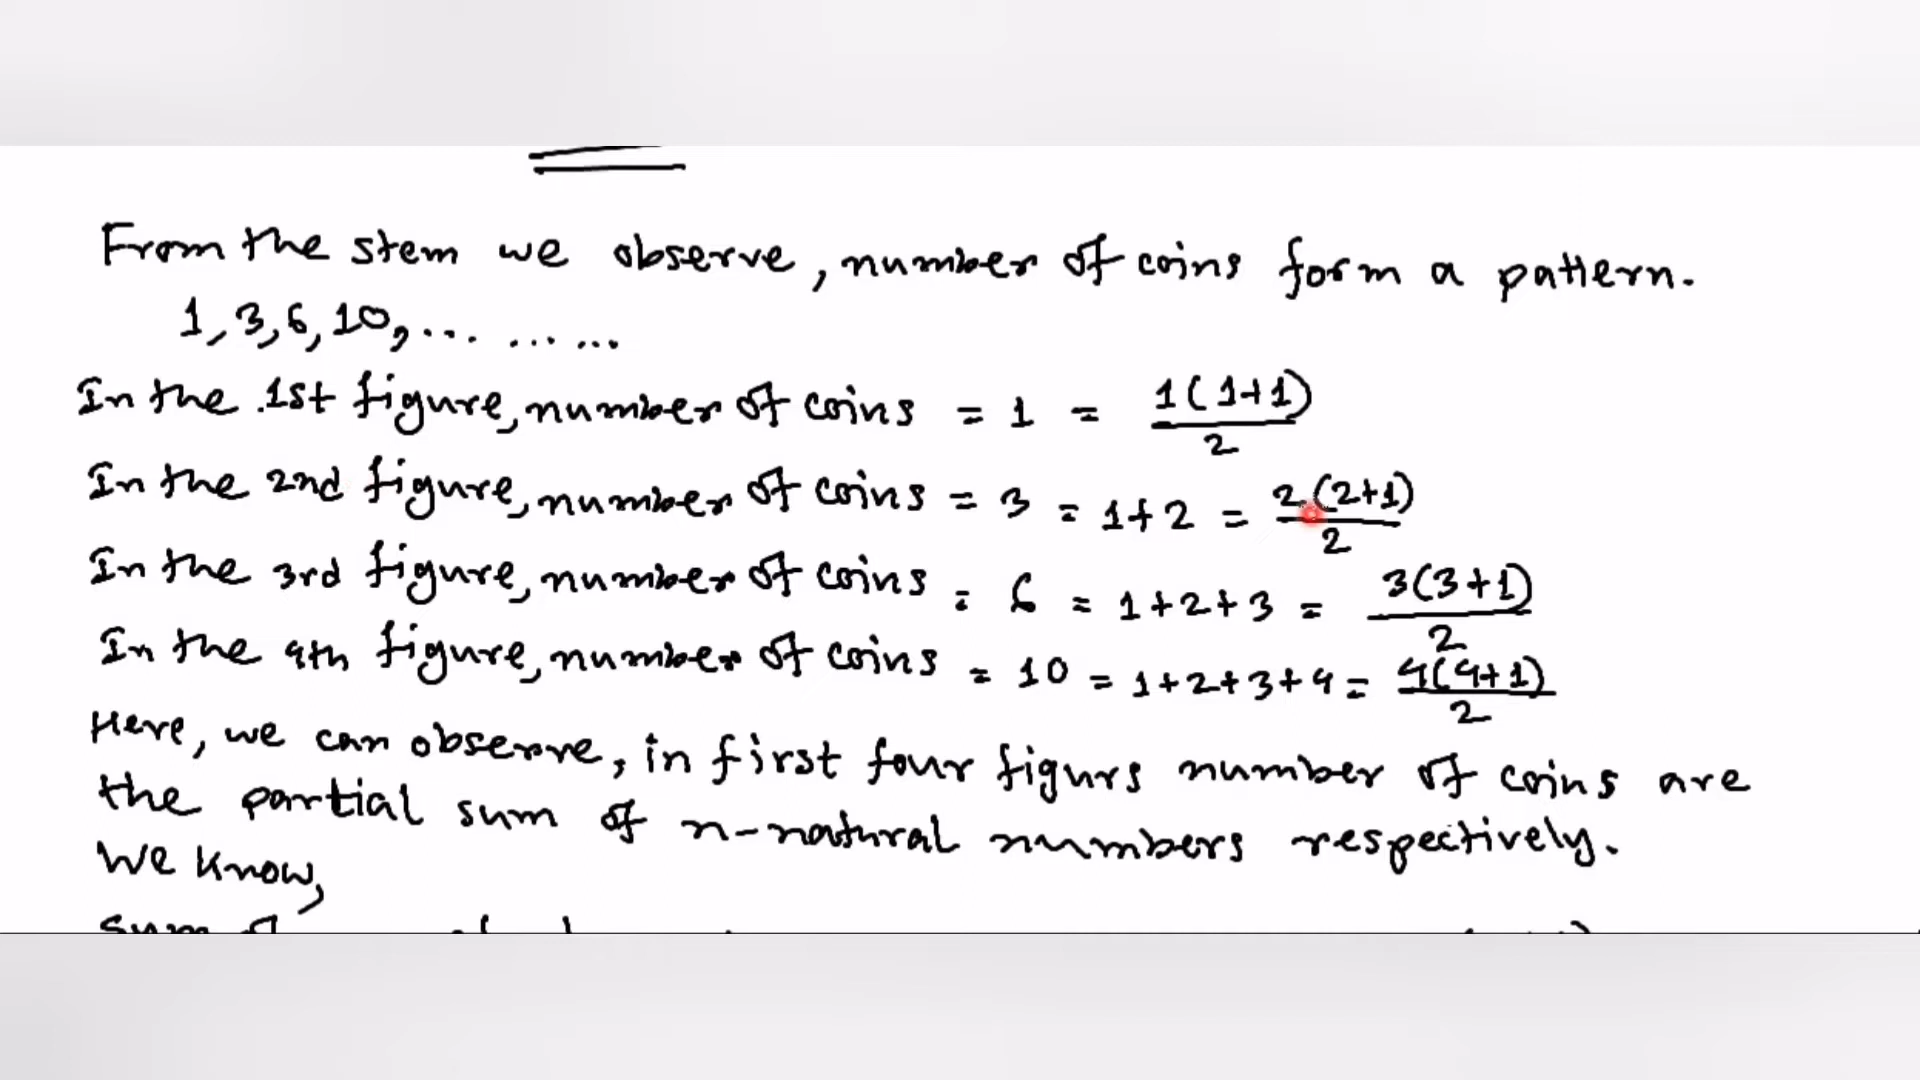 From the stem we observe, number of coins form a pattern.
1, 3, 6, 10, ... ... ...
In the 1st figure, number of coins = 1 = 1(1+1)/2
In the 2nd figure, number of coins = 3 = 1+2 = 2(2+1)/2
In the 3rd figure, number of coins = 6 = 1+2+3 = 3(3+1)/2
In the 4th figure, number of coins = 10 = 1+2+3+4 = 4(4+1)/2
Here, we can observe, in first four figurs number of coins are
the partial sum of n-natural numbers respectively.
We know,